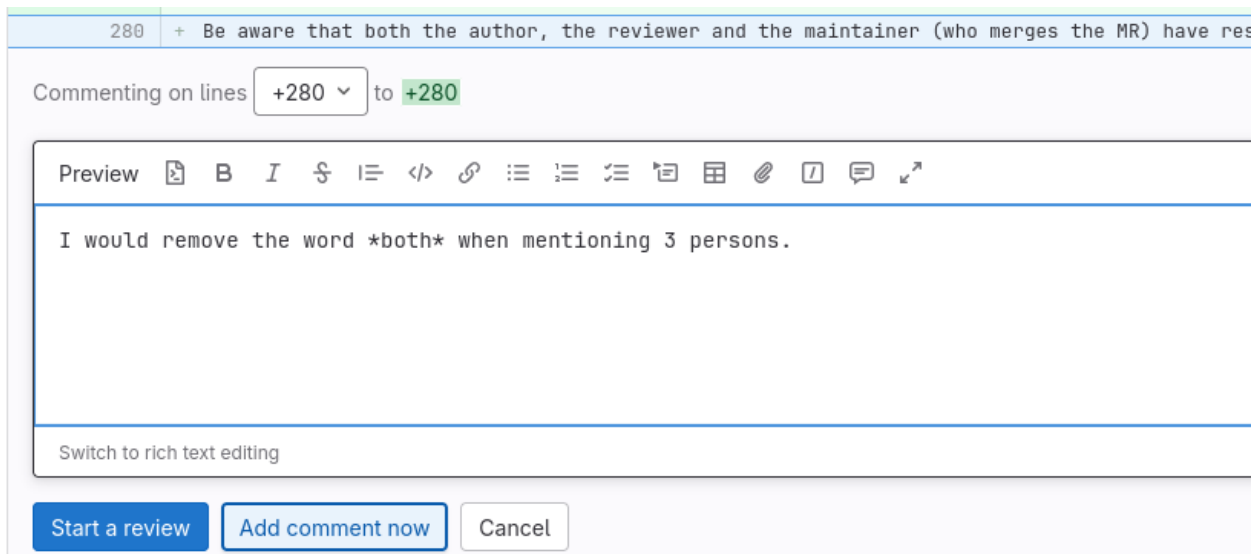 280 + Be aware that both the author, the reviewer and the maintainer (who merges the MR) have res
Commenting on lines +280 to +280
Preview B I S
I would remove the word *both* when mentioning 3 persons.
Switch to rich text editing
Start a review Add comment now Cancel